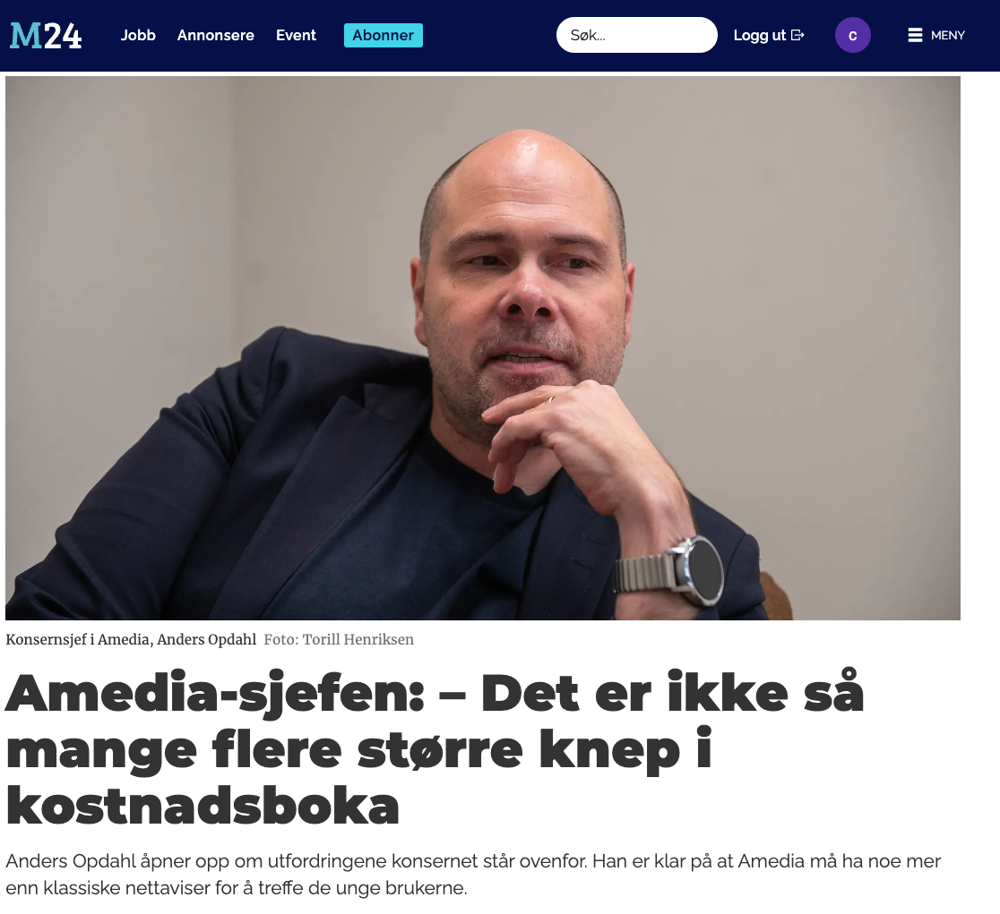 M24 Jobb Annonsere Event Abonner Søk... Logg ut C MENY
Konsernsjef i Amedia, Anders Opdahl Foto: Torill Henriksen
Amedia-sjefen: – Det er ikke så
mange flere større knep i
kostnadsboka
Anders Opdahl åpner opp om utfordringene konsernet står ovenfor. Han er klar på at Amedia må ha noe mer
enn klassiske nettaviser for å treffe de unge brukerne.